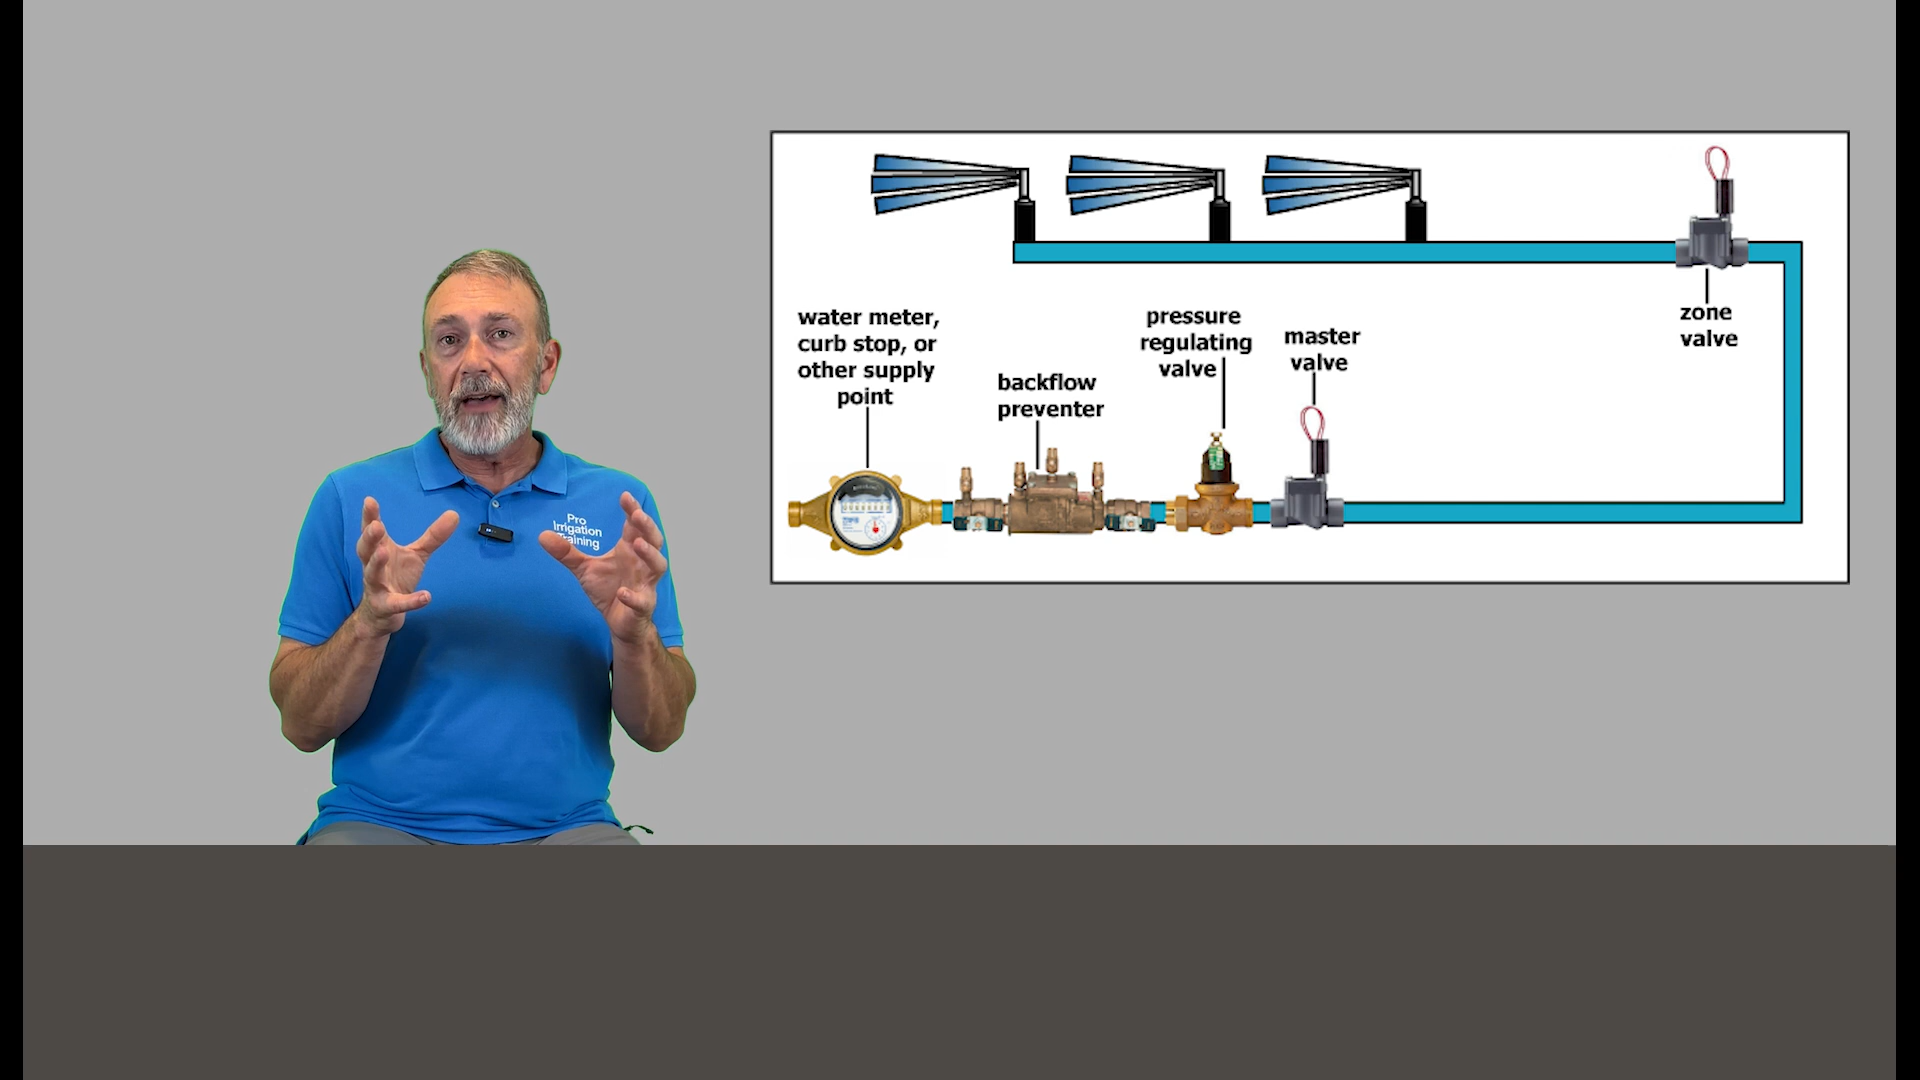 Pro
Irrigation
Training
water meter,
curb stop, or
other supply
point
backflow
preventer
pressure
regulating
valve
master
valve
zone
valve